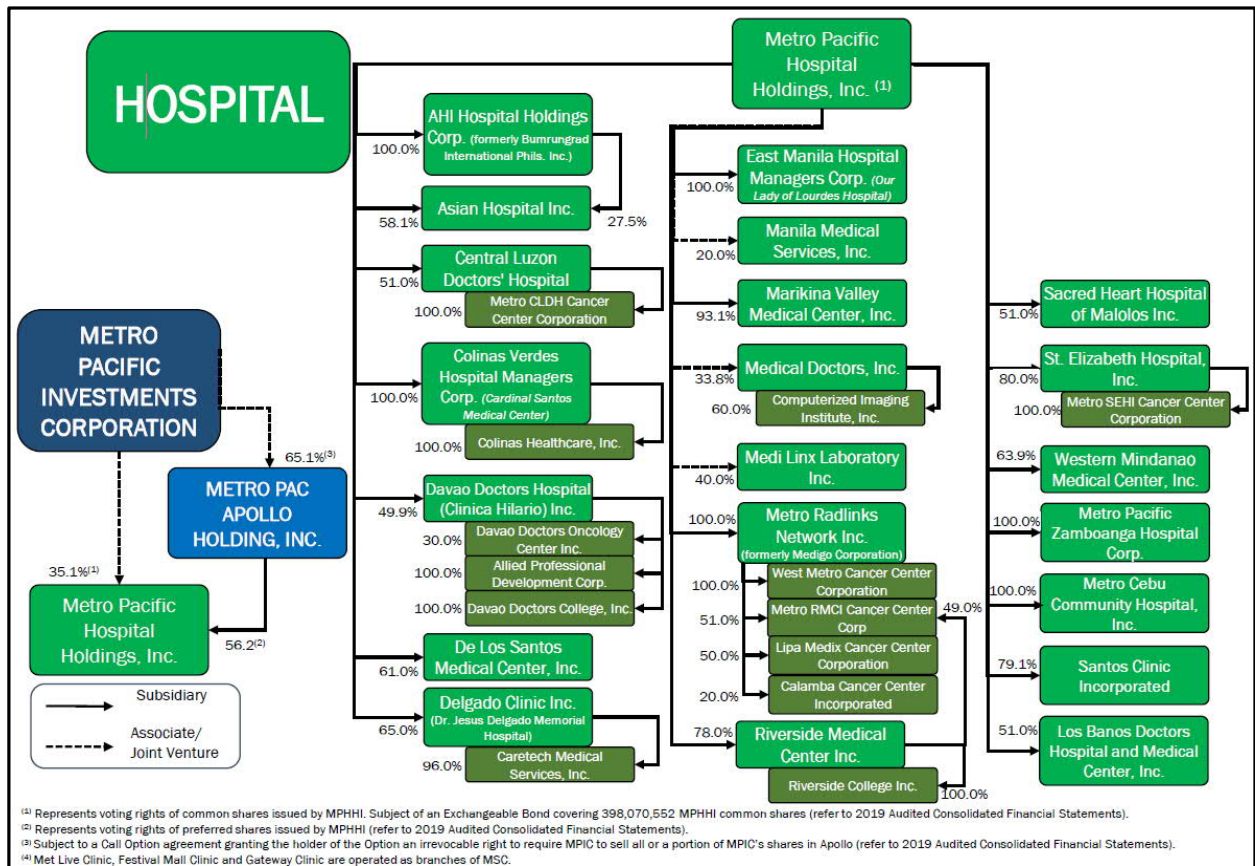 HOSPITAL
Metro Pacific
Hospital
Holdings, Inc. (1)
AHI Hospital Holdings
Corp. (formerly Bumrungrad
International Phils. Inc.)
100.0%
Asian Hospital Inc.
58.1%
27.5%
Central Luzon
Doctors' Hospital
51.0%
Metro CLDH Cancer
Center Corporation
100.0%
Colinas Verdes
Hospital Managers
Corp. (Cardinal Santos
Medical Center)
100.0%
Colinas Healthcare, Inc.
100.0%
Davao Doctors Hospital
(Clinica Hilario) Inc.
49.9%
Davao Doctors Oncology
Center Inc.
30.0%
Allied Professional
Development Corp.
100.0%
Davao Doctors College, Inc.
100.0%
De Los Santos
Medical Center, Inc.
61.0%
Delgado Clinic Inc.
(Dr. Jesus Delgado Memorial
Hospital)
65.0%
Caretech Medical
Services, Inc.
96.0%
East Manila Hospital
Managers Corp. (Our
Lady of Lourdes Hospital)
100.0%
Manila Medical
Services, Inc.
20.0%
Marikina Valley
Medical Center, Inc.
93.1%
Medical Doctors, Inc.
33.8%
Computerized Imaging
Institute, Inc.
60.0%
Medi Linx Laboratory
Inc.
40.0%
Metro Radlinks
Network Inc.
(formerly Medigo Corporation)
100.0%
West Metro Cancer Center
Corporation
100.0%
Metro RMCI Cancer Center
Corp
51.0%
49.0%
Lipa Medix Cancer Center
Corporation
50.0%
Calamba Cancer Center
Incorporated
20.0%
Riverside Medical
Center Inc.
78.0%
Riverside College Inc.
100.0%
Sacred Heart Hospital
of Malolos Inc.
51.0%
St. Elizabeth Hospital,
Inc.
80.0%
Metro SEHI Cancer Center
Corporation
100.0%
Western Mindanao
Medical Center, Inc.
63.9%
Metro Pacific
Zamboanga Hospital
Corp.
100.0%
Metro Cebu
Community Hospital,
Inc.
100.0%
Santos Clinic
Incorporated
79.1%
Los Banos Doctors
Hospital and Medical
Center, Inc.
51.0%
METRO
PACIFIC
INVESTMENTS
CORPORATION
65.1%(3)
METRO PAC
APOLLO
HOLDING, INC.
35.1%(1)
Metro Pacific
Hospital
Holdings, Inc.
56.2(2)
Subsidiary
Associate/
Joint Venture
(1) Represents voting rights of common shares issued by MPHHI. Subject of an Exchangeable Bond covering 398,070,552 MPHHI common shares (refer to 2019 Audited Consolidated Financial Statements).
(2) Represents voting rights of preferred shares issued by MPHHI (refer to 2019 Audited Consolidated Financial Statements).
(3) Subject to a Call Option agreement granting the holder of the Option an irrevocable right to require MPIC to sell all or a portion of MPIC's shares in Apollo (refer to 2019 Audited Consolidated Financial Statements).
(4) Met Live Clinic, Festival Mall Clinic and Gateway Clinic are operated as branches of MSC.